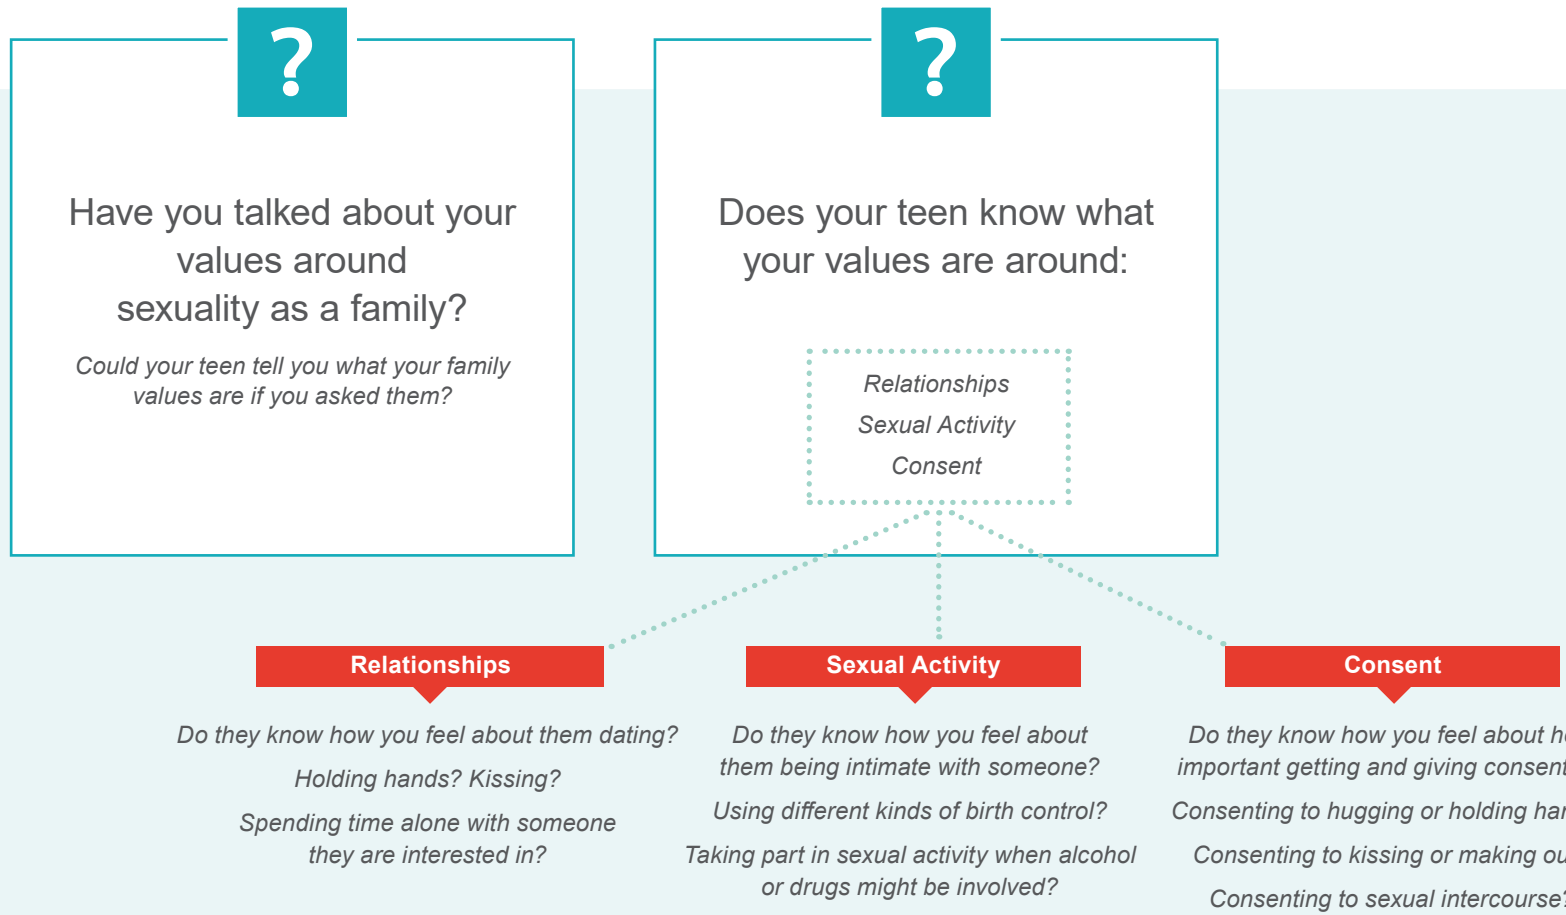 ?
Have you talked about your
values around
sexuality as a family?
Could your teen tell you what your family
values are if you asked them?
?
Does your teen know what
your values are around:
Relationships
Sexual Activity
Consent
Relationships
Do they know how you feel about them dating?
Holding hands? Kissing?
Spending time alone with someone
they are interested in?
Sexual Activity
Do they know how you feel about
them being intimate with someone?
Using different kinds of birth control?
Taking part in sexual activity when alcohol
or drugs might be involved?
Consent
Do they know how you feel about
important getting and giving consent
Consenting to hugging or holding
Consenting to kissing or making
Consenting to sexual intercourse?